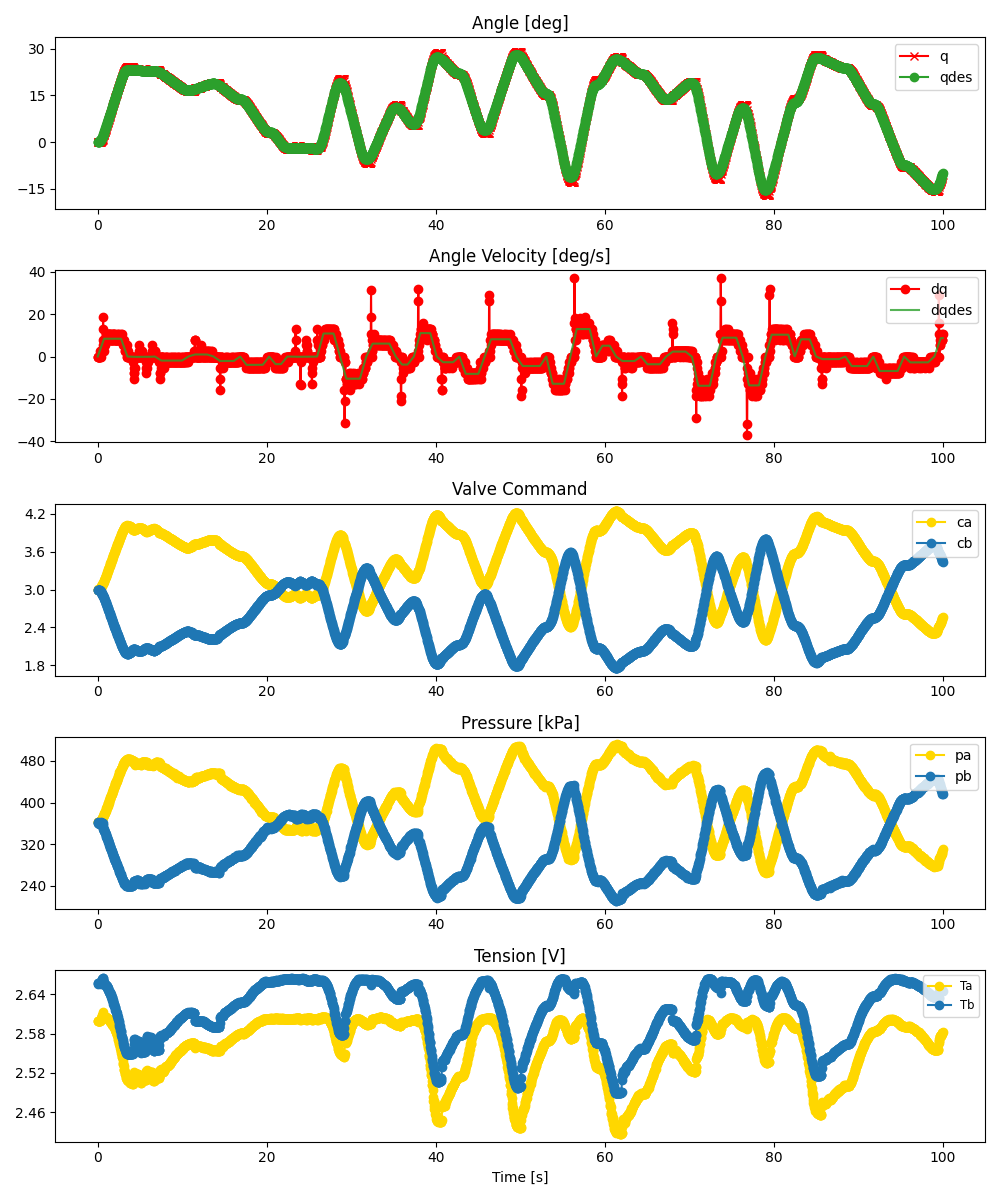 Angle [deg]
30
15
0
−15
q
qdes
0 20 40 60 80 100
Angle Velocity [deg/s]
40
20
0
−20
−40
dq
dqdes
0 20 40 60 80 100
Valve Command
4.2
3.6
3.0
2.4
1.8
ca
cb
0 20 40 60 80 100
Pressure [kPa]
480
400
320
240
pa
pb
0 20 40 60 80 100
Tension [V]
2.64
2.58
2.52
2.46
Ta
Tb
0 20 40 60 80 100
Time [s]